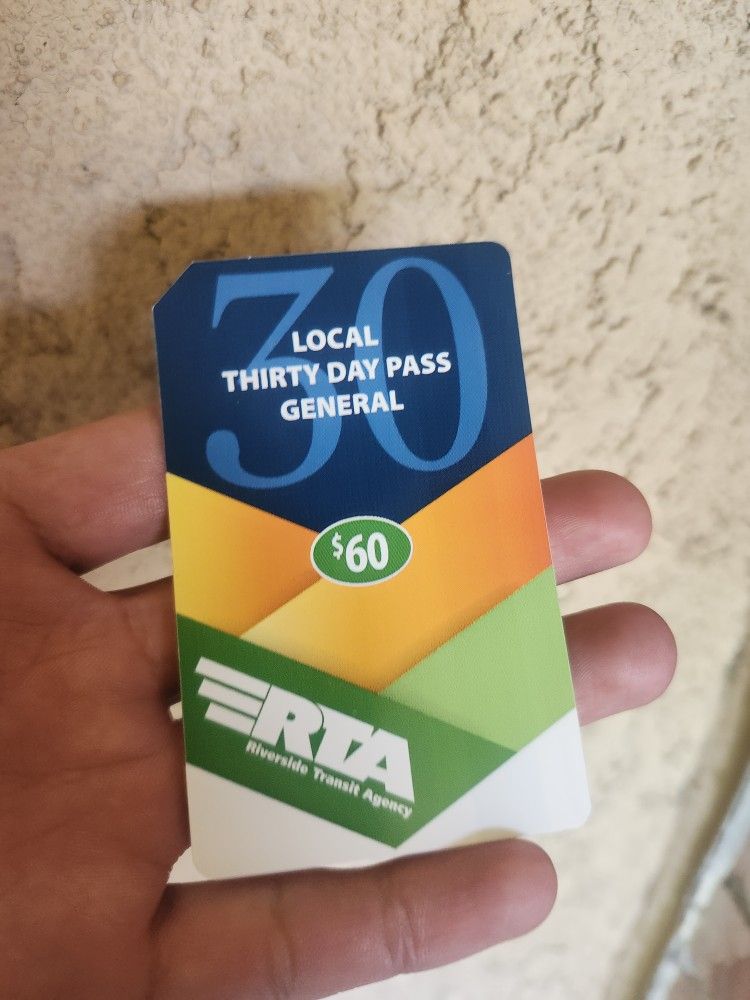 30
LOCAL
THIRTY DAY PASS
GENERAL
$60
RTA
Riverside Transit Agency